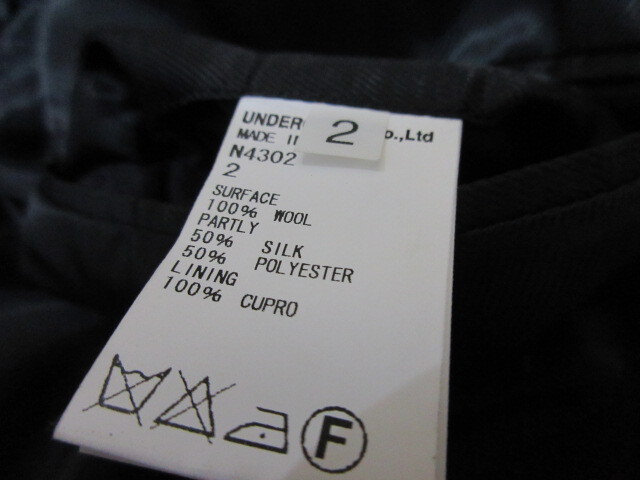 UNDER
2
o.,Ltd
MADE
N4302
2
SURFACE
100% WOOL
PARTLY
50% SILK
50% POLYESTER
LINING
100% CUPRO
F